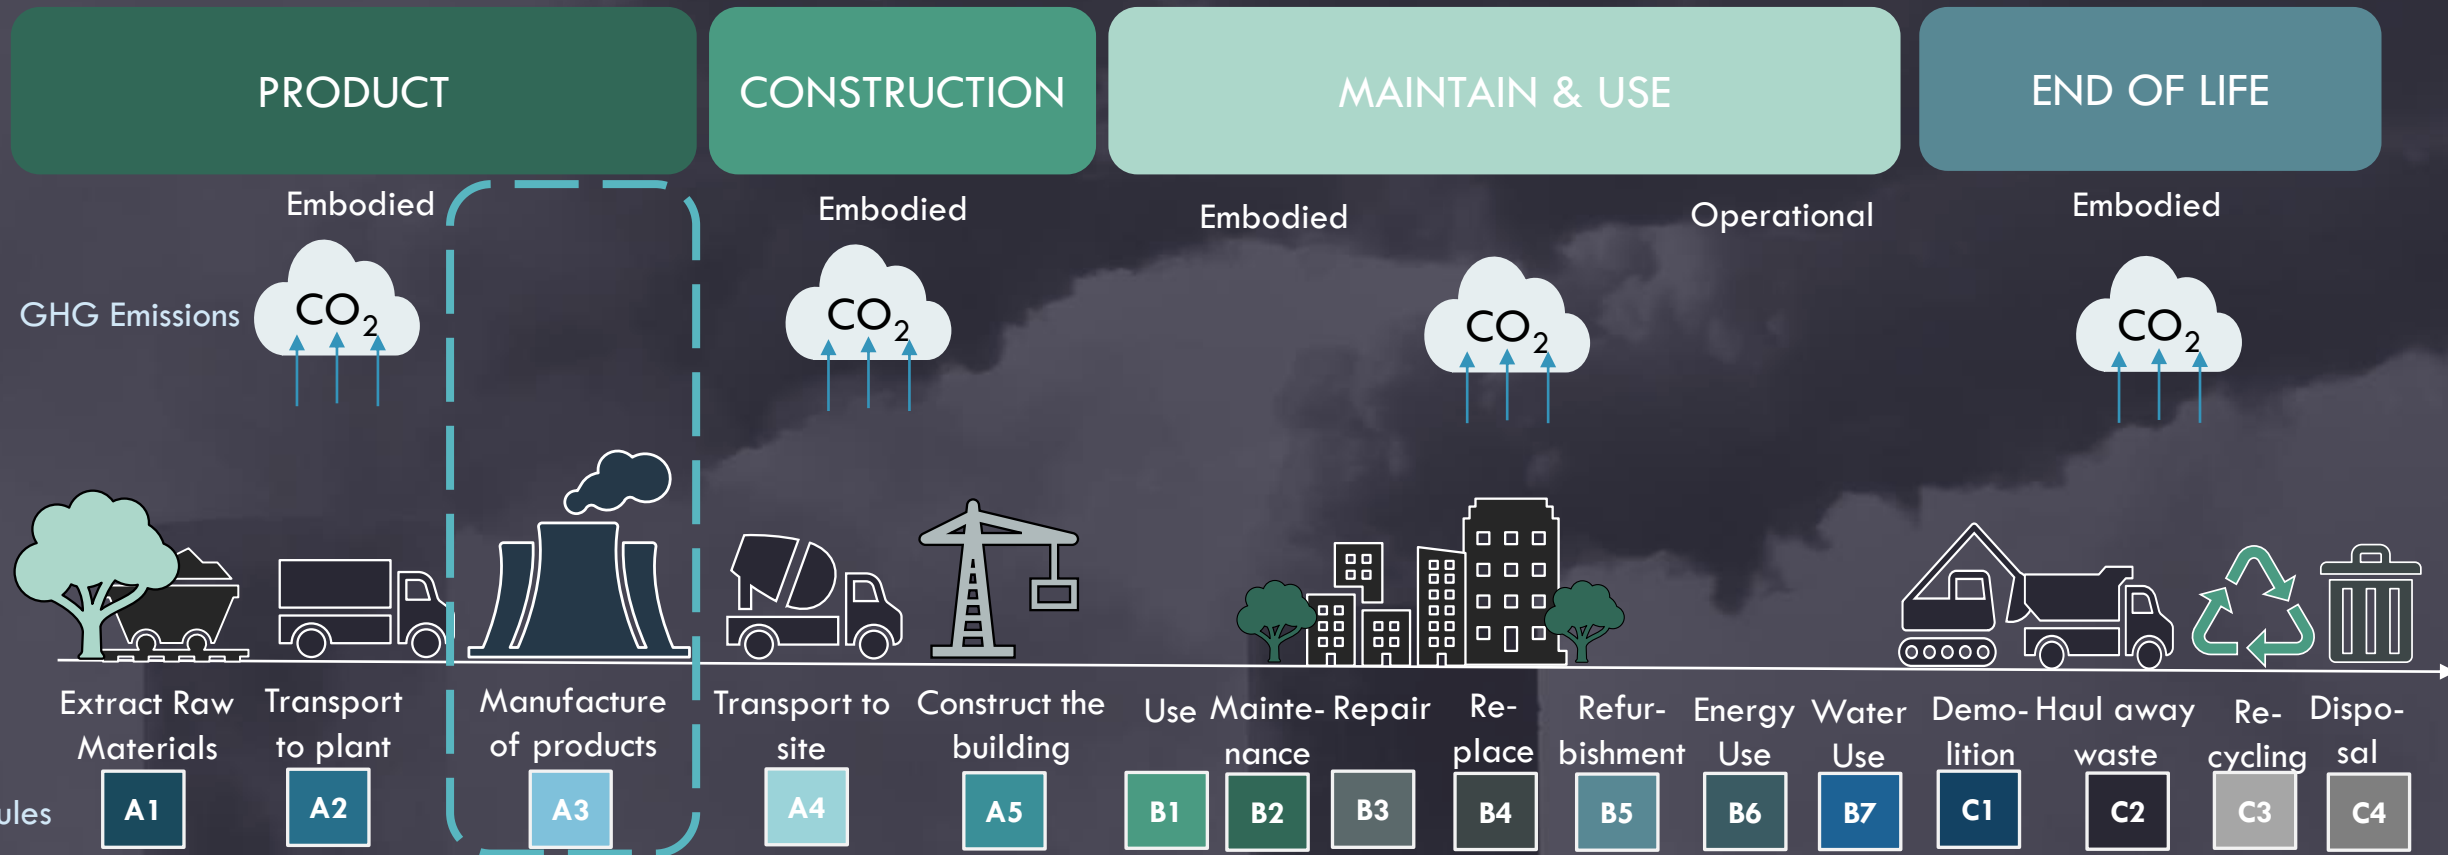 PRODUCT
CONSTRUCTION
MAINTAIN & USE
END OF LIFE
Embodied
Embodied
Embodied
Operational
Embodied
GHG Emissions
CO2
CO2
CO2
CO2
Extract Raw
Materials
Transport
to plant
Manufacture
of products
Transport to
site
Construct the
building
Use
Mainte-
nance
Repair
Re-
place
Refur-
bishment
Energy
Use
Water
Use
Demo-
lition
Haul away
waste
Re-
cycling
Dispo-
sal
ules
A1
A2
A3
A4
A5
B1
B2
B3
B4
B5
B6
B7
C1
C2
C3
C4